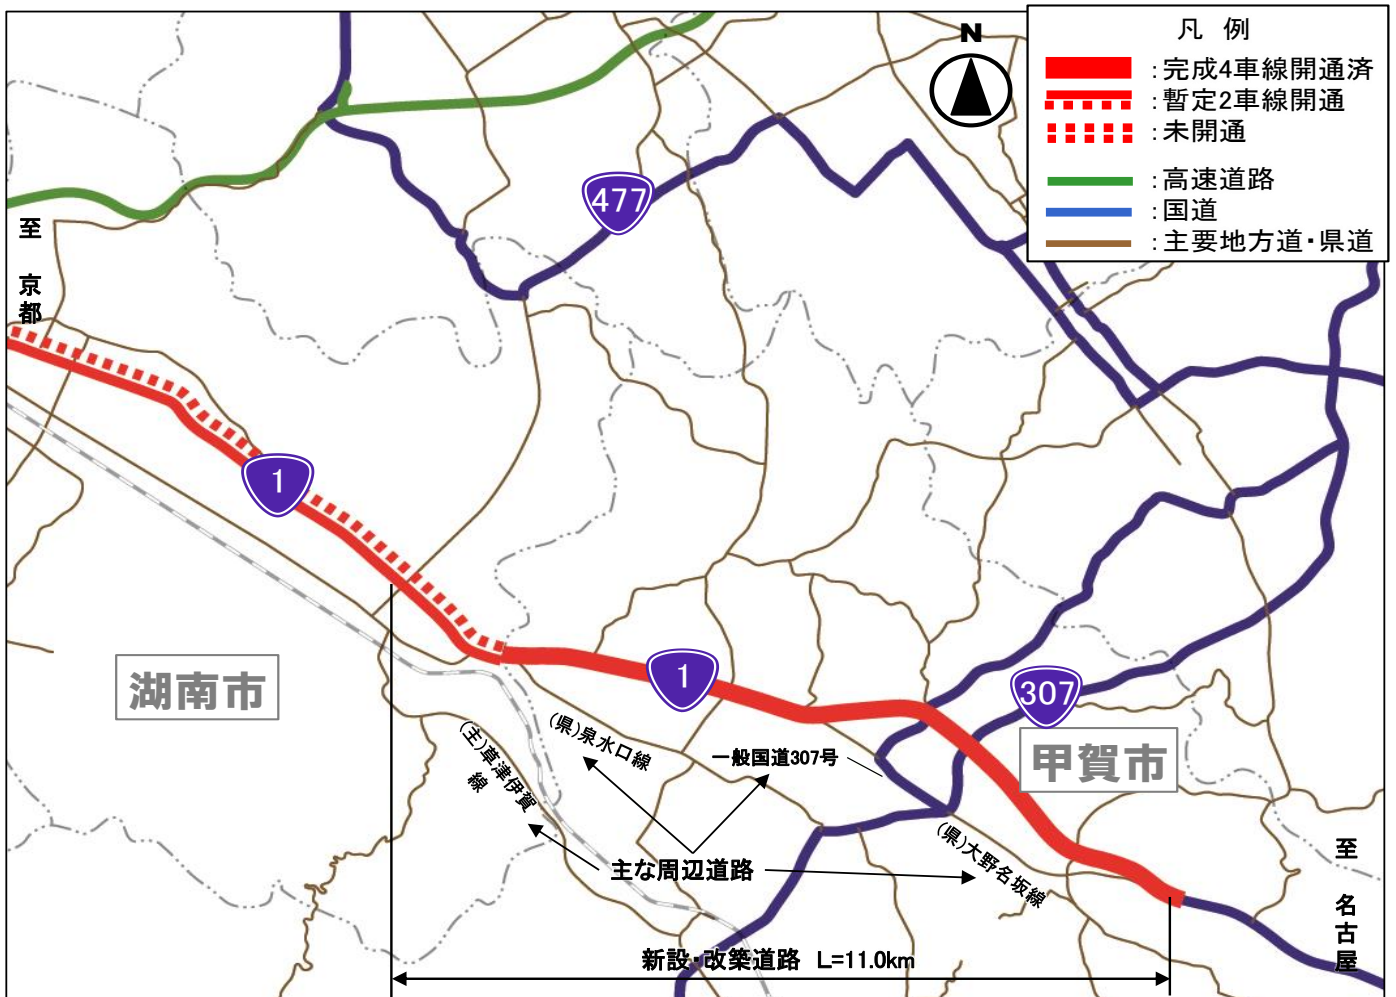 凡 例
:完成4車線開通済
:暫定2車線開通
:未開通
:高速道路
:国道
:主要地方道・県道
N
477
至
京都
1
湖南市
1
307
甲賀市
(県)泉水口線
(主)草津伊賀
線
一般国道307号
主な周辺道路
(県)大野名坂線
至
名古屋
新設・改築道路 L=11.0km